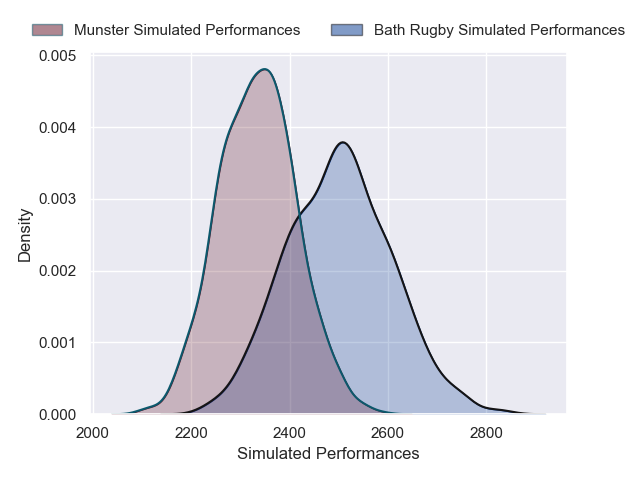 Munster Simulated Performances Bath Rugby Simulated Performances
0.005
0.004
0.003
0.002
0.001
0.000
Density
2000 2200 2400 2600 2800
Simulated Performances